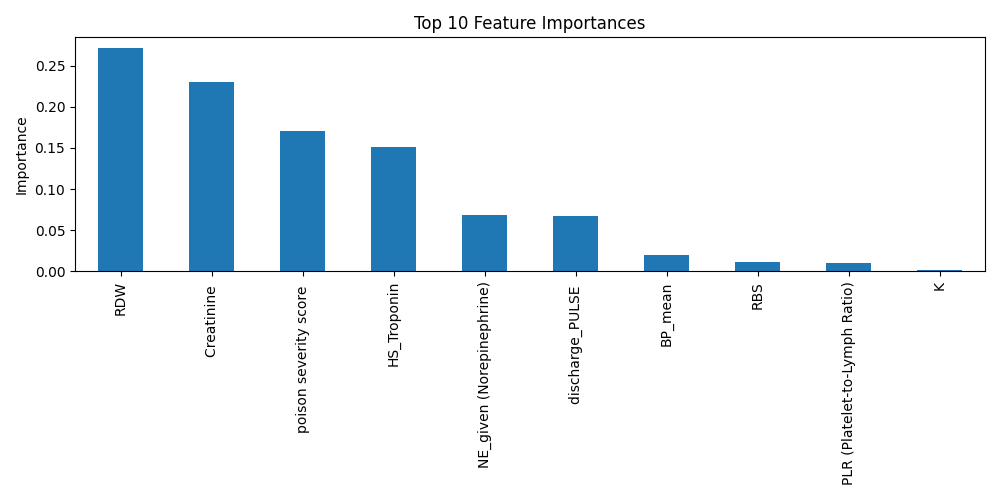 Top 10 Feature Importances
Importance
0.25
0.20
0.15
0.10
0.05
0.00
RDW
Creatinine
poison severity score
HS_Troponin
NE_given (Norepinephrine)
discharge_PULSE
BP_mean
RBS
PLR (Platelet-to-Lymph Ratio)
K